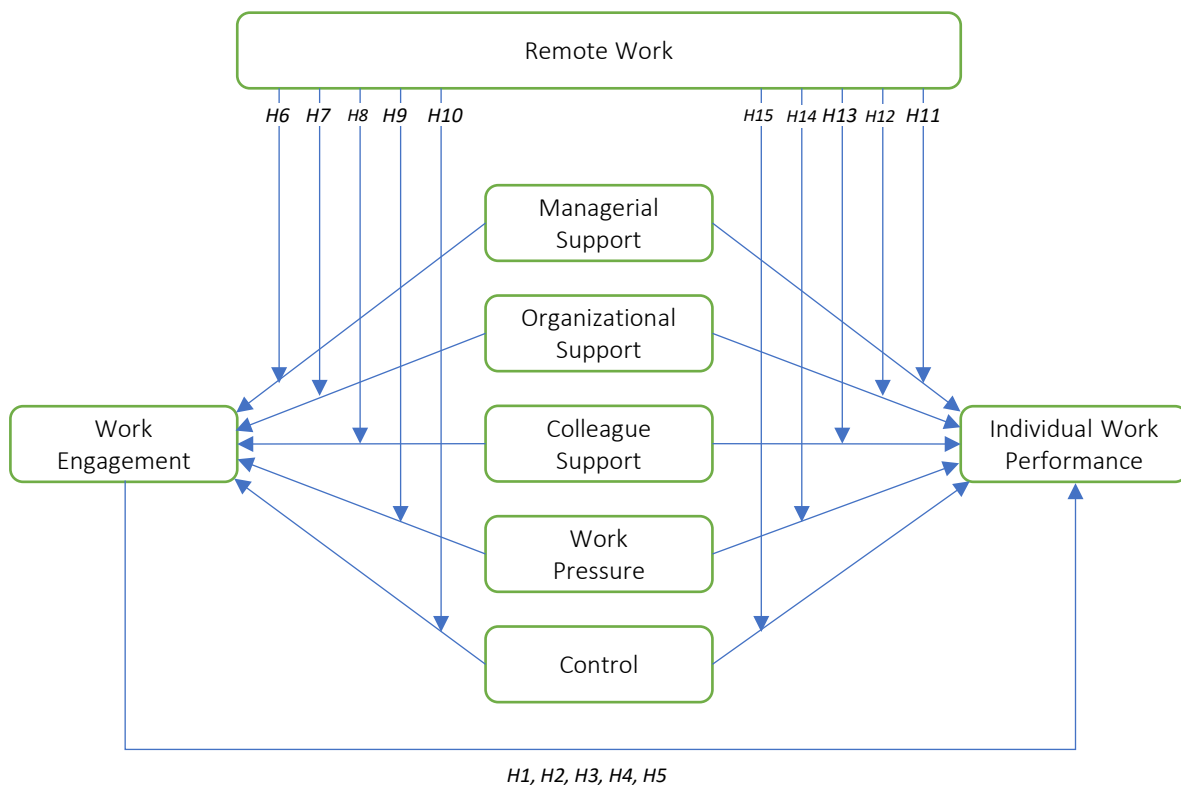 Remote Work
H6 H7 H8 H9 H10 H15 H14 H13 H12 H11
Managerial
Support
Organizational
Support
Work
Engagement
Colleague
Support
Individual Work
Performance
Work
Pressure
Control
H1, H2, H3, H4, H5